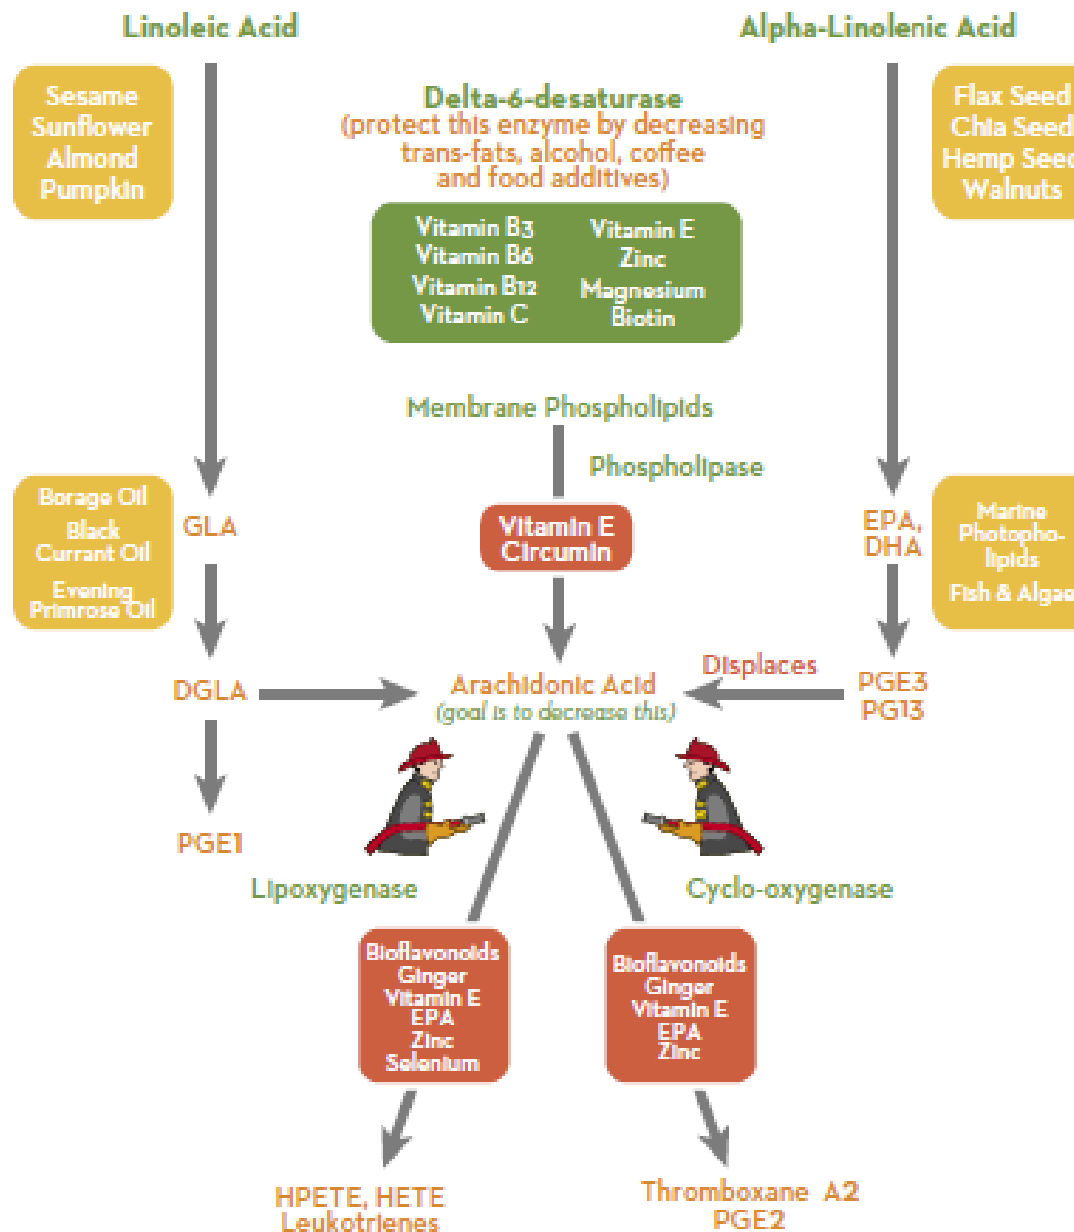 Linoleic Acid
Alpha-Linolenic Acid
Sesame
Sunflower
Almond
Pumpkin
Delta-6-desaturase
(protect this enzyme by decreasing
trans-fats, alcohol, coffee
and food additives)
Flax Seed
Chia Seed
Hemp Seed
Walnuts
Vitamin B3
Vitamin B6
Vitamin B12
Vitamin C
Vitamin E
Zinc
Magnesium
Biotin
Membrane Phospholipids
Phospholipase
Borage Oil
Black
Currant Oil
Evening
Primrose Oil
GLA
Vitamin E
Circumin
EPA,
DHA
Marine
Photopho-
lipids
Fish & Algae
DGLA
Arachidonic Acid
(goal is to decrease this)
Displaces
PGE3
PG13
PGE1
Lipoxygenase
Cyclo-oxygenase
Bioflavonoids
Ginger
Vitamin E
EPA
Zinc
Selenium
Bioflavonoids
Ginger
Vitamin E
EPA
Zinc
HPETE, HETE
Leukotrienes
Thromboxane A2
PGE2